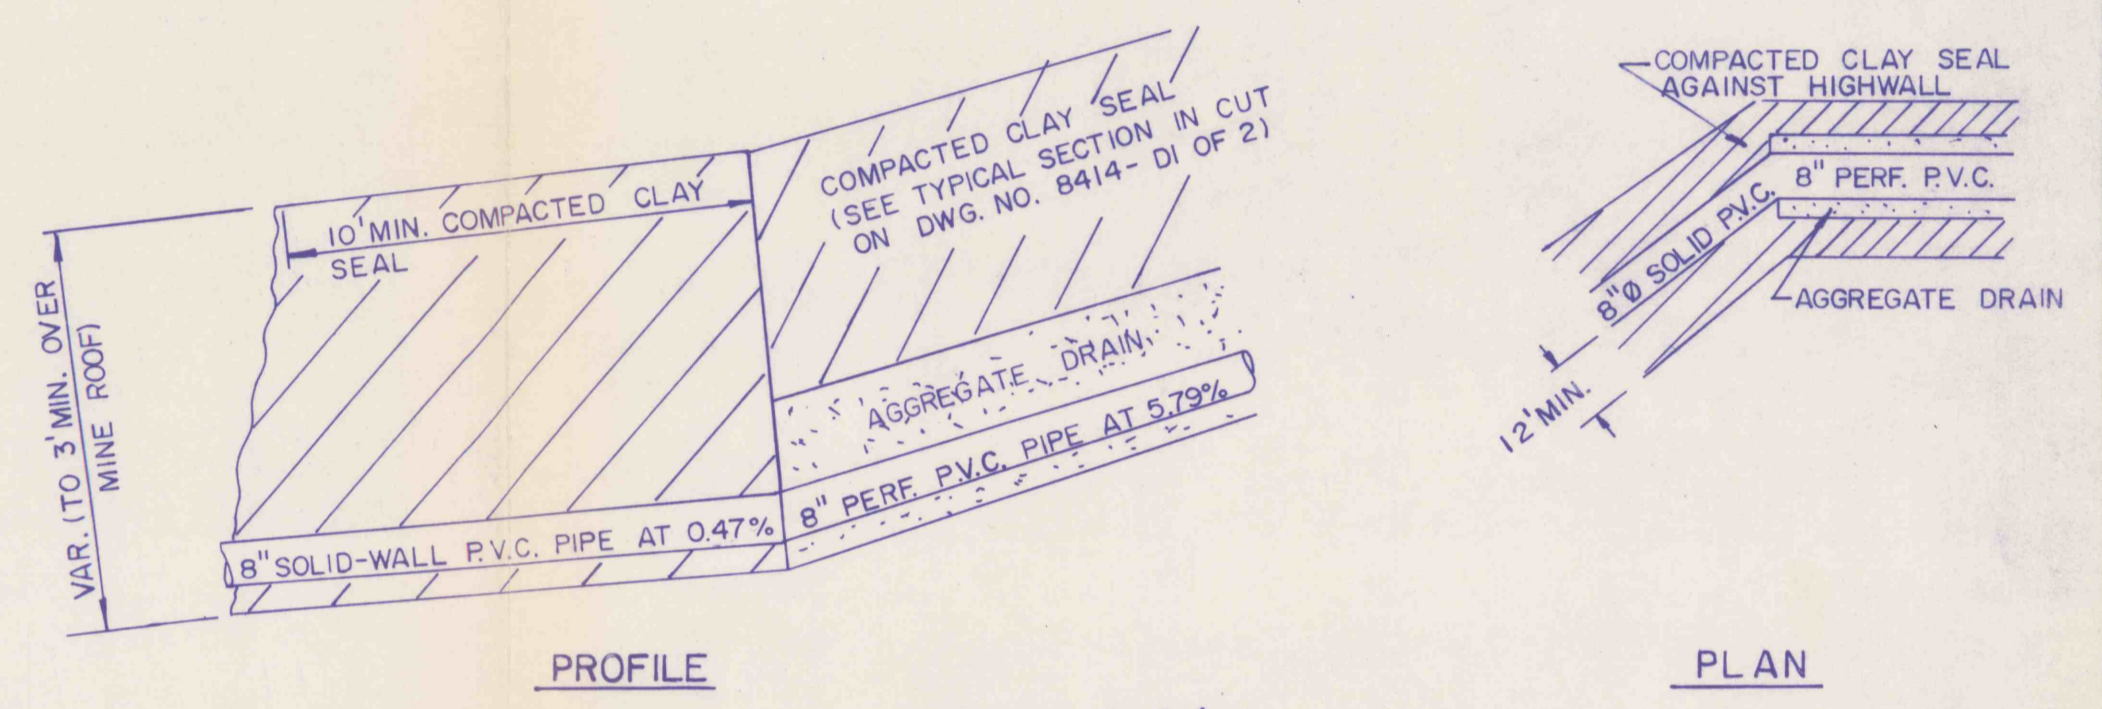 VAR. (TO 3' MIN. OVER
MINE ROOF)
10' MIN. COMPACTED CLAY
SEAL
COMPACTED CLAY SEAL
(SEE TYPICAL SECTION IN CUT
ON DWG. NO. 8414- D1 OF 2)
AGGREGATE DRAIN
8" PERF. P.V.C. PIPE AT 5.79%
8" SOLID-WALL P.V.C. PIPE AT 0.47%
PROFILE
COMPACTED CLAY SEAL
AGAINST HIGHWALL
8" PERF. P.V.C.
8"Ø SOLID P.V.C.
AGGREGATE DRAIN
12' MIN.
PLAN